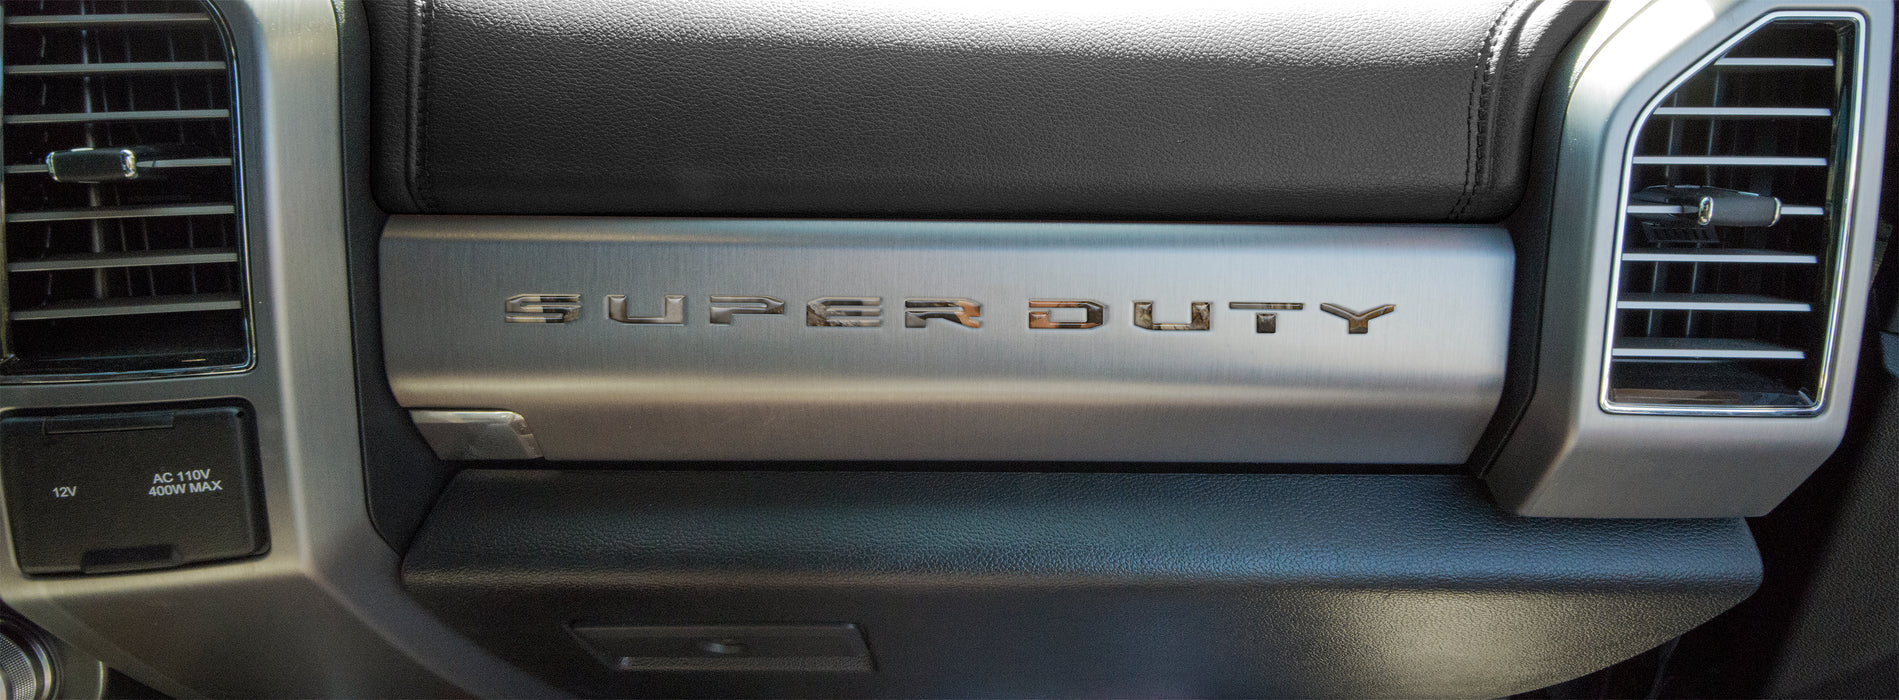 SUPER DUTY
12V
AC 110V
400W MAX